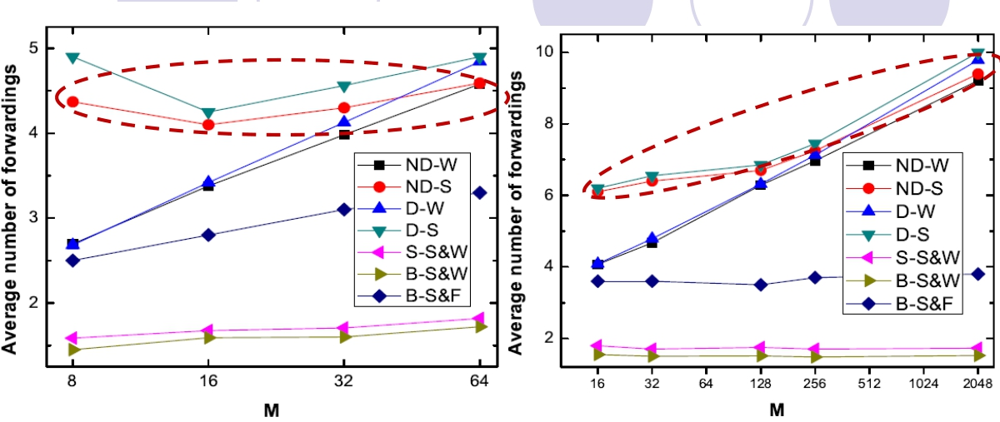 Average number of forwardings
5
4
3
2
8 16 32 64
M
ND-W
ND-S
D-W
D-S
S-S&W
B-S&W
B-S&F
Average number of forwardings
10
8
6
4
2
16 32 64 128 256 512 1024 2048
M
ND-W
ND-S
D-W
D-S
S-S&W
B-S&W
B-S&F